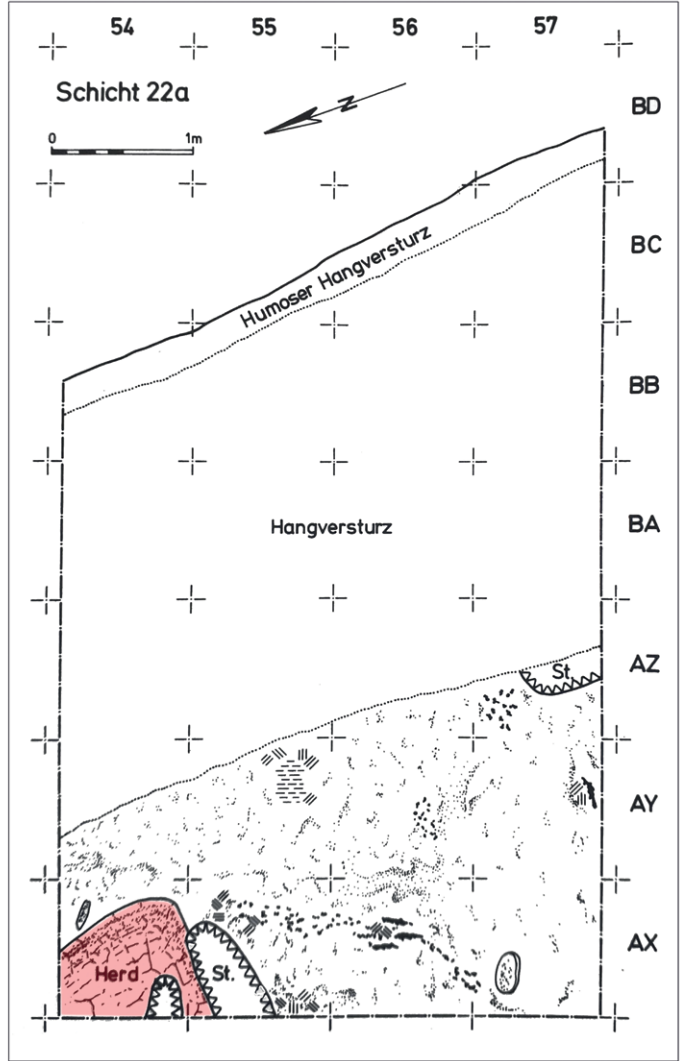 54 55 56 57
Schicht 22a
0 1m
N
BD
BC
Humoser Hangversturz
BB
Hangversturz
BA
St.
AZ
AY
Herd
St.
AX